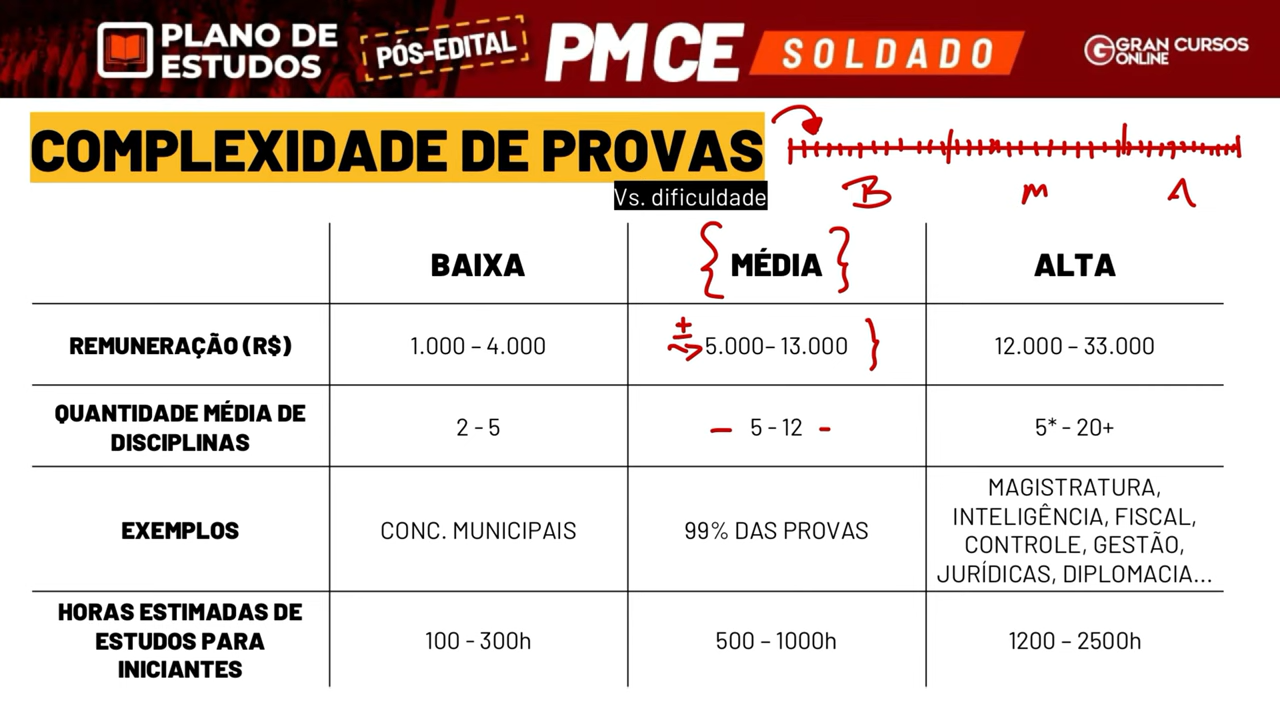 PLANO DE
ESTUDOS
PÓS-EDITAL
PMCE
SOLDADO
GRAN CURSOS
ONLINE
COMPLEXIDADE DE PROVAS
Vs. dificuldade
B M A
BAIXA { MÉDIA } ALTA
REMUNERAÇÃO (R$) 1.000 – 4.000 ± 5.000– 13.000 } 12.000 – 33.000
QUANTIDADE MÉDIA DE
DISCIPLINAS
2 - 5 – 5 - 12 - 5* - 20+
EXEMPLOS
CONC. MUNICIPAIS
99% DAS PROVAS
MAGISTRATURA,
INTELIGÊNCIA, FISCAL,
CONTROLE, GESTÃO,
JURÍDICAS, DIPLOMACIA...
HORAS ESTIMADAS DE
ESTUDOS PARA
INICIANTES
100 - 300h 500 – 1000h 1200 – 2500h